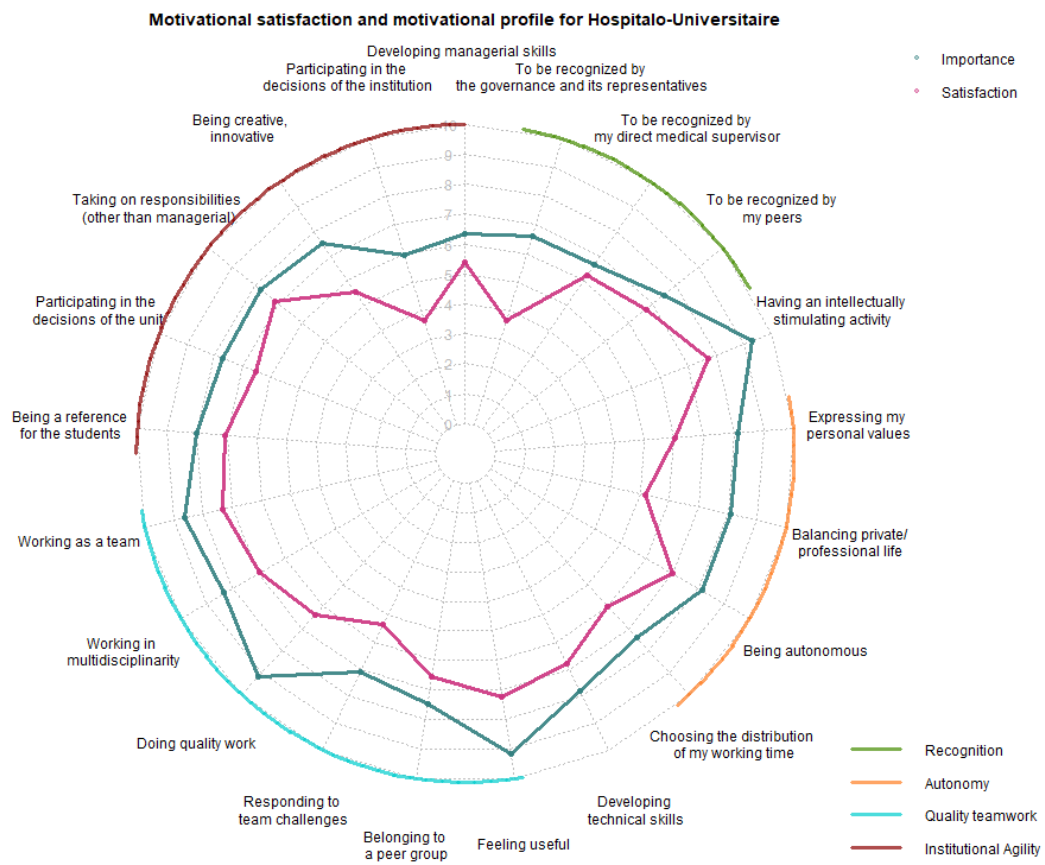 Motivational satisfaction and motivational profile for Hospitalo-Universitaire
Developing managerial skills
To be recognized by
the governance and its representatives
To be recognized by
my direct medical supervisor
To be recognized by
my peers
Having an intellectually
stimulating activity
Expressing my
personal values
Balancing private/
professional life
Being autonomous
Choosing the distribution
of my working time
Developing
technical skills
Feeling useful
Belonging to
a peer group
Responding to
team challenges
Doing quality work
Working in
multidisciplinarity
Working as a team
Being a reference
for the students
Participating in the
decisions of the unit
Taking on responsibilities
(other than managerial)
Being creative,
innovative
Participating in the
decisions of the institution
10
9
8
7
6
5
4
3
2
1
0
Importance
Satisfaction
Recognition
Autonomy
Quality teamwork
Institutional Agility